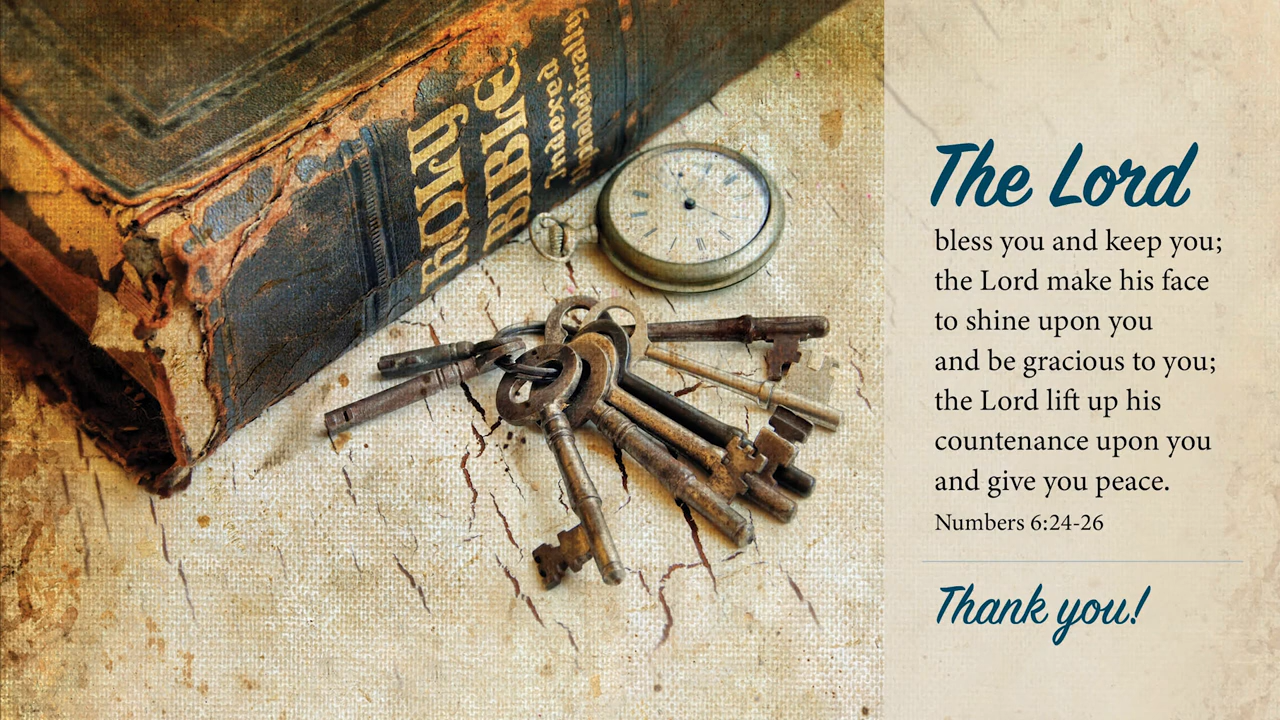 HOLY
BIBLE
Indexed
Alphabetically
The Lord
bless you and keep you;
the Lord make his face
to shine upon you
and be gracious to you;
the Lord lift up his
countenance upon you
and give you peace.
Numbers 6:24-26
Thank you!